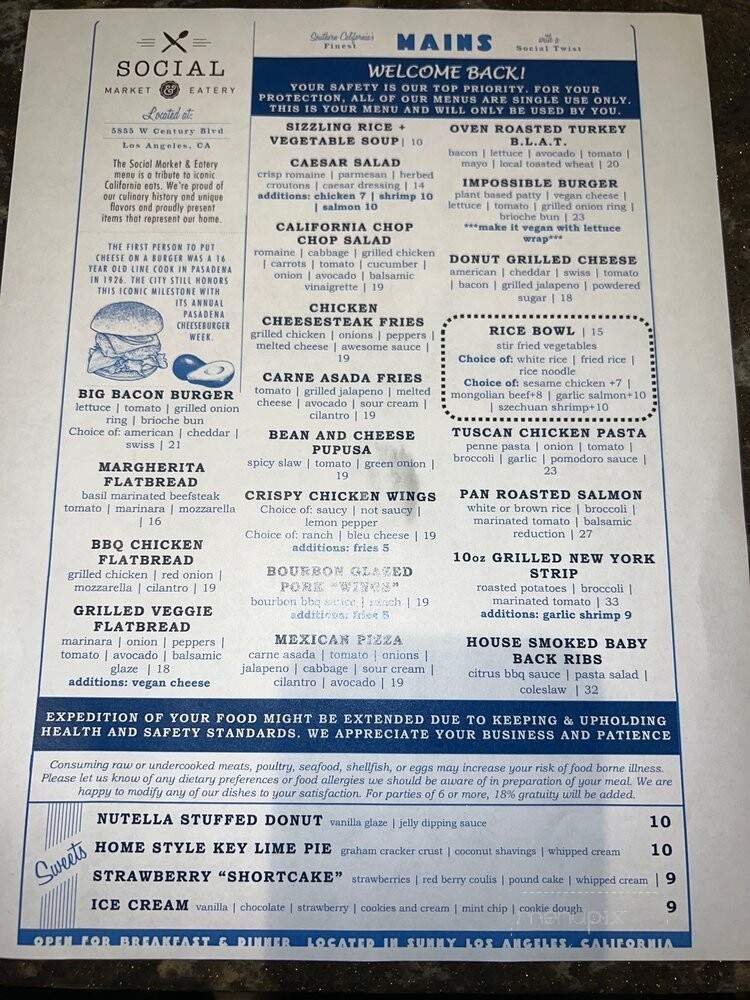 SOCIAL
MARKET & EATERY
Located at:
5855 W Century Blvd
Los Angeles, CA
The Social Market & Eatery
menu is a tribute to iconic
California eats. We're proud of
our culinary history and unique
flavors and proudly present
items that represent our home.
THE FIRST PERSON TO PUT
CHEESE ON A BURGER WAS A 16
YEAR OLD LINE COOK IN PASADENA
IN 1926. THE CITY STILL HONORS
THIS ICONIC MILESTONE WITH
ITS ANNUAL
PASADENA
CHEESEBURGER
WEEK.
BIG BACON BURGER
lettuce | tomato | grilled onion
ring | brioche bun
Choice of: american | cheddar |
swiss | 21
MARGHERITA
FLATBREAD
basil marinated beefsteak
tomato | marinara | mozzarella
| 16
BBQ CHICKEN
FLATBREAD
grilled chicken | red onion |
mozzarella | cilantro | 19
GRILLED VEGGIE
FLATBREAD
marinara | onion | peppers |
tomato | avocado | balsamic
glaze | 18
additions: vegan cheese
Southern California's
Finest
MAINS
with a
Social Twist
WELCOME BACK!
YOUR SAFETY IS OUR TOP PRIORITY. FOR YOUR
PROTECTION, ALL OF OUR MENUS ARE SINGLE USE ONLY.
THIS IS YOUR MENU AND WILL ONLY BE USED BY YOU.
SIZZLING RICE +
VEGETABLE SOUP| 10
CAESAR SALAD
crisp romaine | parmesan | herbed
croutons | caesar dressing | 14
additions: chicken 7 | shrimp 10
| salmon 10
CALIFORNIA CHOP
CHOP SALAD
romaine | cabbage | grilled chicken
| carrots | tomato | cucumber |
onion | avocado | balsamic
vinaigrette | 19
CHICKEN
CHEESESTEAK FRIES
grilled chicken | onions | peppers |
melted cheese | awesome sauce |
19
CARNE ASADA FRIES
tomato | grilled jalapeno | melted
cheese | avocado | sour cream |
cilantro | 19
BEAN AND CHEESE
PUPUSA
spicy slaw | tomato | green onion |
19
CRISPY CHICKEN WINGS
Choice of: saucy | not saucy |
lemon pepper
Choice of: ranch | bleu cheese | 19
additions: fries 5
BOURBON GLAZED
PORK "WINGS"
bourbon bbq sauce | ranch | 19
additions: fries 5
MEXICAN PIZZA
carne asada | tomato | onions |
jalapeno | cabbage | sour cream |
cilantro | avocado | 19
OVEN ROASTED TURKEY
B.L.A.T.
bacon | lettuce | avocado | tomato |
mayo | local toasted wheat | 20
IMPOSSIBLE BURGER
plant based patty | vegan cheese |
lettuce | tomato | grilled onion ring |
brioche bun | 23
***make it vegan with lettuce
wrap***
DONUT GRILLED CHEESE
american | cheddar | swiss | tomato
| bacon | grilled jalapeno | powdered
sugar | 18
RICE BOWL | 15
stir fried vegetables
Choice of: white rice | fried rice |
rice noodle
Choice of: sesame chicken +7 |
mongolian beef+8 | garlic salmon+10
| szechuan shrimp+10
TUSCAN CHICKEN PASTA
penne pasta | onion | tomato |
broccoli | garlic | pomodoro sauce |
23
PAN ROASTED SALMON
white or brown rice | broccoli |
marinated tomato | balsamic
reduction | 27
10oz GRILLED NEW YORK
STRIP
roasted potatoes | broccoli |
marinated tomato | 33
additions: garlic shrimp 9
HOUSE SMOKED BABY
BACK RIBS
citrus bbq sauce | pasta salad |
coleslaw | 32
EXPEDITION OF YOUR FOOD MIGHT BE EXTENDED DUE TO KEEPING & UPHOLDING
HEALTH AND SAFETY STANDARDS. WE APPRECIATE YOUR BUSINESS AND PATIENCE
Consuming raw or undercooked meats, poultry, seafood, shellfish, or eggs may increase your risk of food borne illness.
Please let us know of any dietary preferences or food allergies we should be aware of in preparation of your meal. We are
happy to modify any of our dishes to your satisfaction. For parties of 6 or more, 18% gratuity will be added.
Sweets
NUTELLA STUFFED DONUT vanilla glaze | jelly dipping sauce 10
HOME STYLE KEY LIME PIE graham cracker crust | coconut shavings | whipped cream 10
STRAWBERRY "SHORTCAKE" strawberries | red berry coulis | pound cake | whipped cream | 9
ICE CREAM vanilla | chocolate | strawberry | cookies and cream | mint chip | cookie dough 9
menupix
OPEN FOR BREAKFAST & DINNER LOCATED IN SUNNY LOS ANGELES, CALIFORNIA